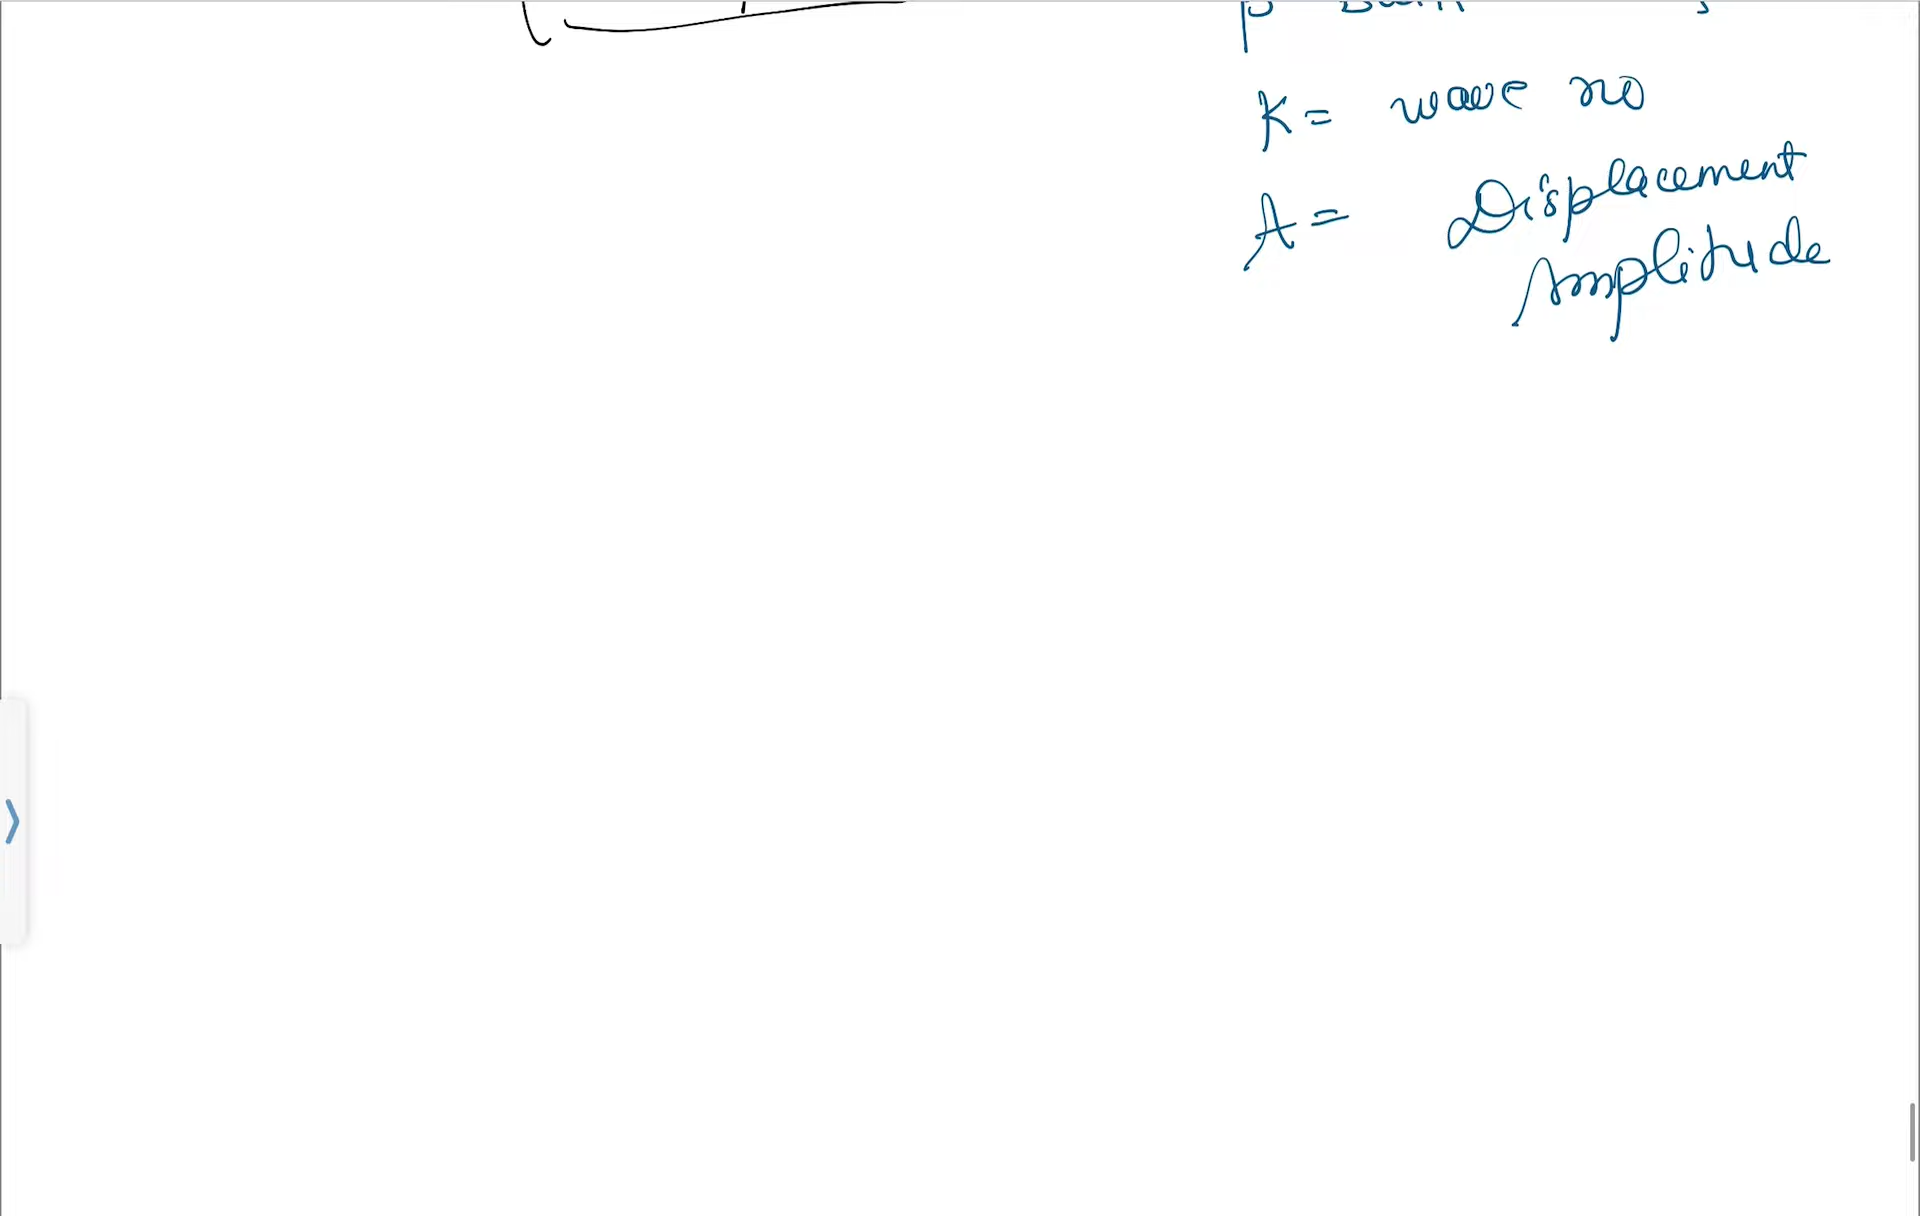 K = wave no
A = Displacement
Amplitude